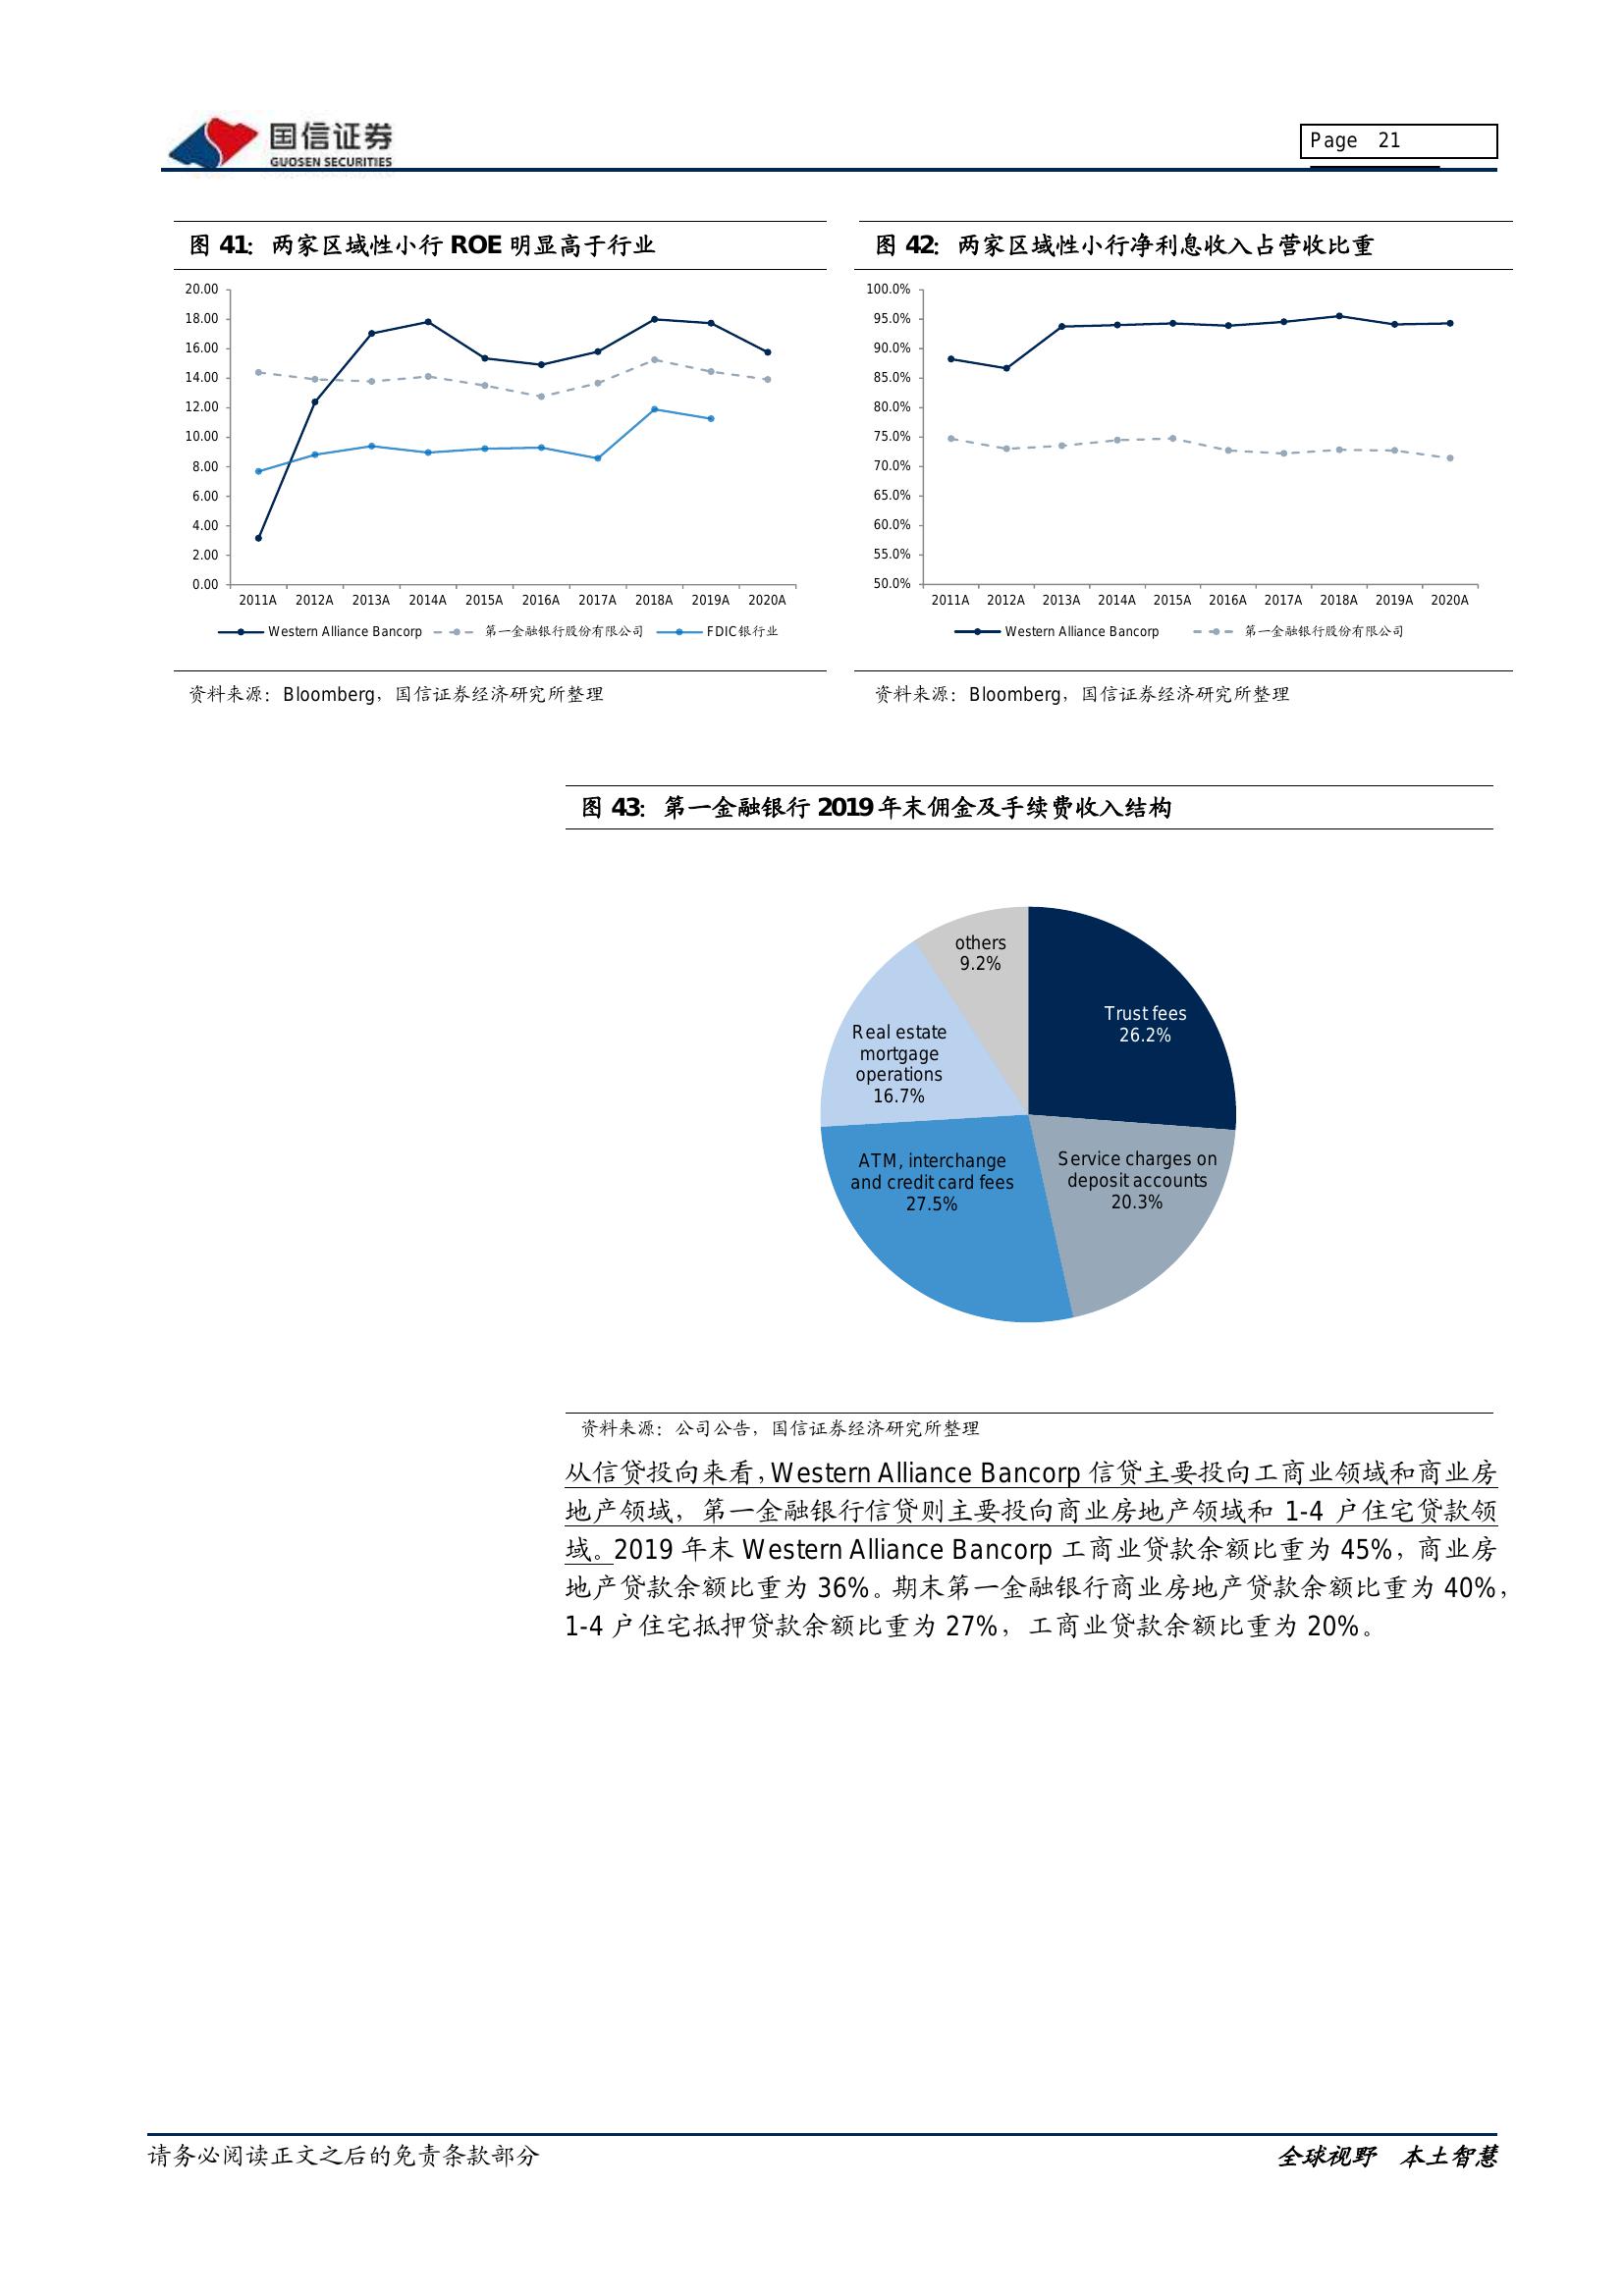 国信证券
GUOSEN SECURITIES
Page 21
图 41：两家区域性小行 ROE 明显高于行业
20.00
18.00
16.00
14.00
12.00
10.00
8.00
6.00
4.00
2.00
0.00
2011A 2012A 2013A 2014A 2015A 2016A 2017A 2018A 2019A 2020A
Western Alliance Bancorp 第一金融银行股份有限公司 FDIC银行业
资料来源：Bloomberg，国信证券经济研究所整理
图 42：两家区域性小行净利息收入占营收比重
100.0%
95.0%
90.0%
85.0%
80.0%
75.0%
70.0%
65.0%
60.0%
55.0%
50.0%
2011A 2012A 2013A 2014A 2015A 2016A 2017A 2018A 2019A 2020A
Western Alliance Bancorp 第一金融银行股份有限公司
资料来源：Bloomberg，国信证券经济研究所整理
图 43：第一金融银行 2019 年末佣金及手续费收入结构
others
9.2%
Trust fees
26.2%
Real estate
mortgage
operations
16.7%
ATM, interchange
and credit card fees
27.5%
Service charges on
deposit accounts
20.3%
资料来源：公司公告，国信证券经济研究所整理
从信贷投向来看，Western Alliance Bancorp 信贷主要投向工商业领域和商业房
地产领域，第一金融银行信贷则主要投向商业房地产领域和 1-4 户住宅贷款领
域。2019 年末 Western Alliance Bancorp 工商业贷款余额比重为 45%，商业房
地产贷款余额比重为 36%。期末第一金融银行商业房地产贷款余额比重为 40%，
1-4 户住宅抵押贷款余额比重为 27%，工商业贷款余额比重为 20%。
请务必阅读正文之后的免责条款部分
全球视野 本土智慧